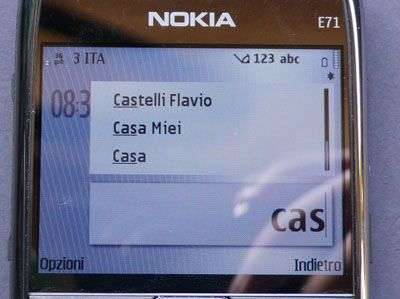 NOKIA
E71
3 ITA
123 abc
08:3
Castelli Flavio
Casa Miei
Casa
cas
Opzioni
Indietro